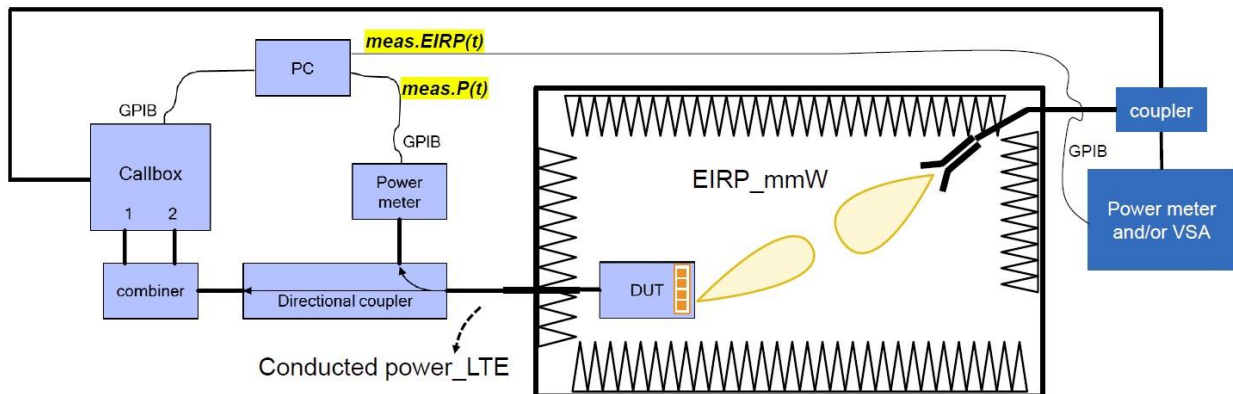 meas.EIRP(t)
PC
meas.P(t)
GPIB
GPIB
coupler
Callbox
1 2
Power
meter
EIRP_mmW
GPIB
Power meter
and/or VSA
combiner
Directional coupler
DUT
Conducted power_LTE